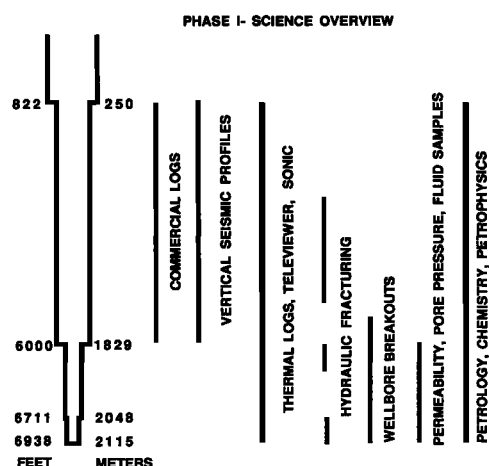 PHASE I- SCIENCE OVERVIEW
822 250
6000 1829
6711 2048
6938 2115
FEET METERS
COMMERCIAL LOGS
VERTICAL SEISMIC PROFILES
THERMAL LOGS, TELEVIEWER, SONIC
HYDRAULIC FRACTURING
WELLBORE BREAKOUTS
PERMEABILITY, PORE PRESSURE, FLUID SAMPLES
PETROLOGY, CHEMISTRY, PETROPHYSICS